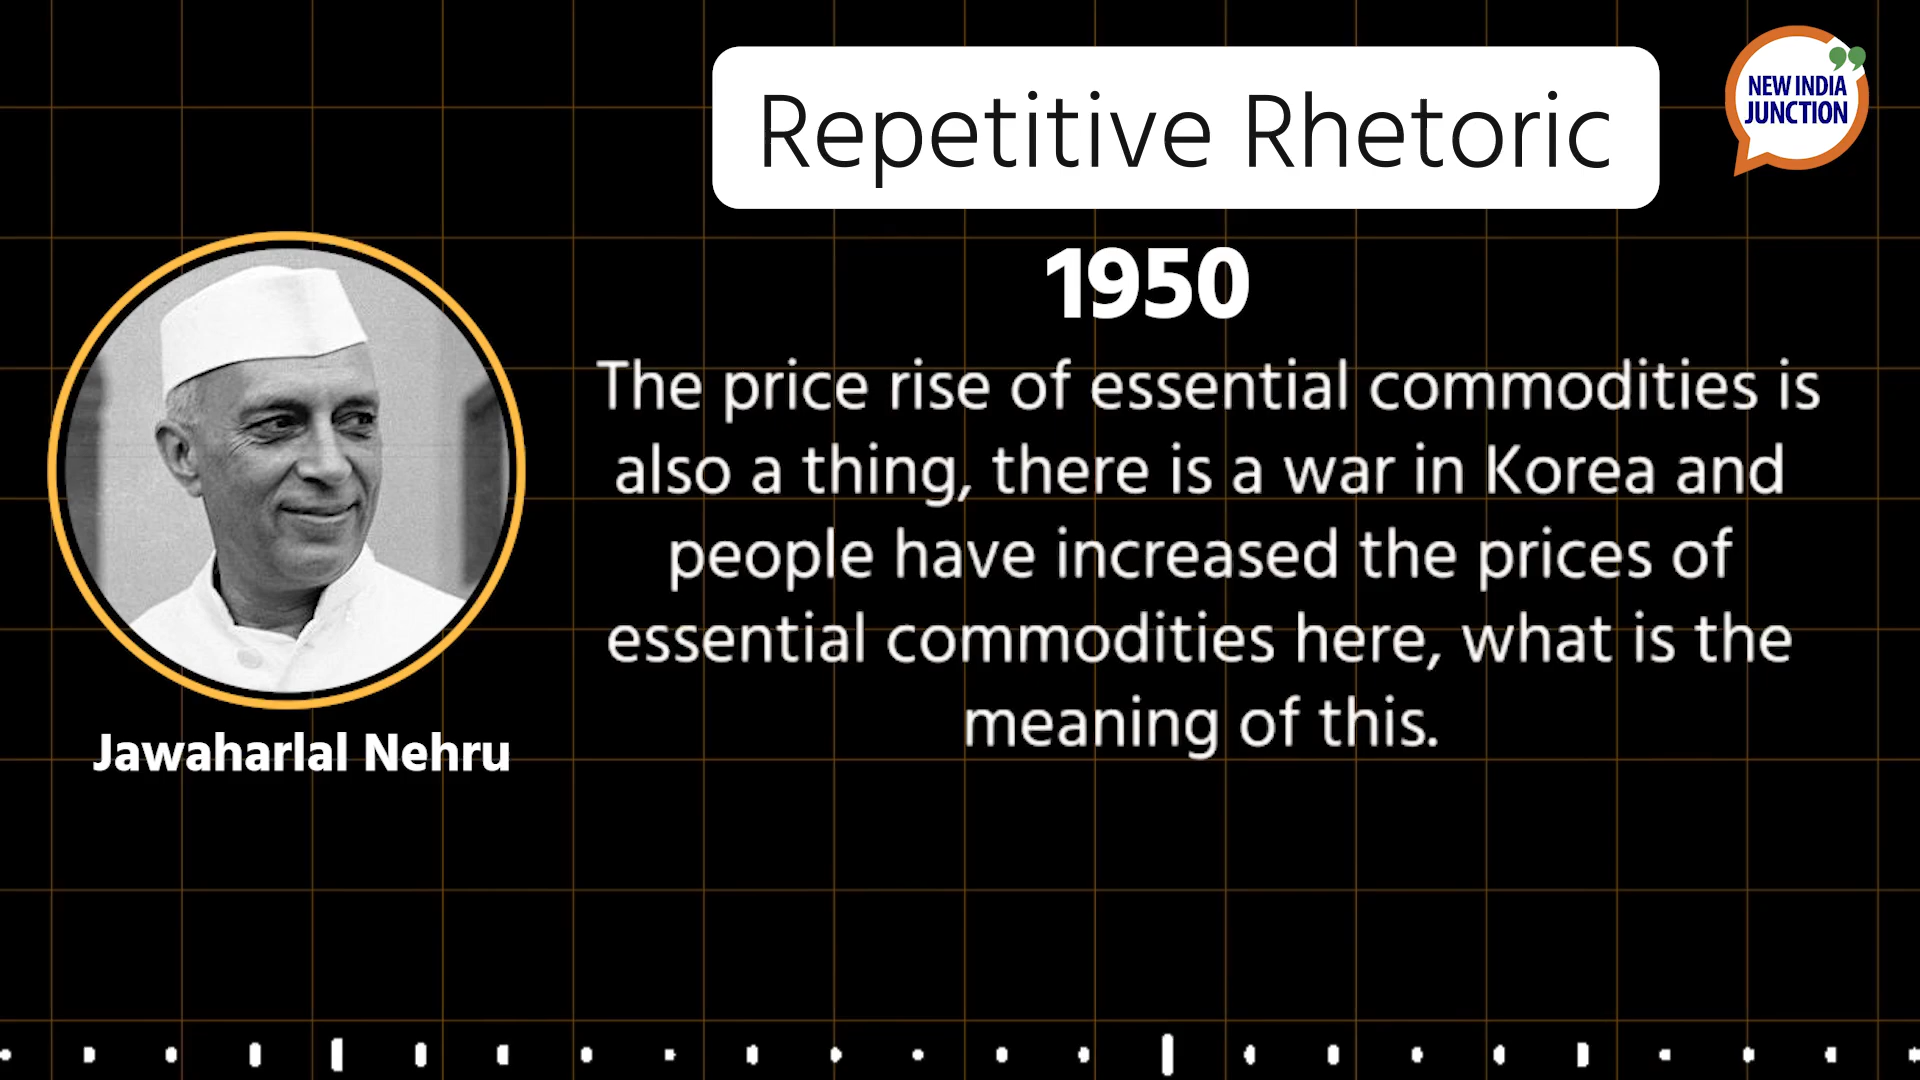 Repetitive Rhetoric
NEW INDIA
JUNCTION
1950
The price rise of essential commodities is
also a thing, there is a war in Korea and
people have increased the prices of
essential commodities here, what is the
meaning of this.
Jawaharlal Nehru